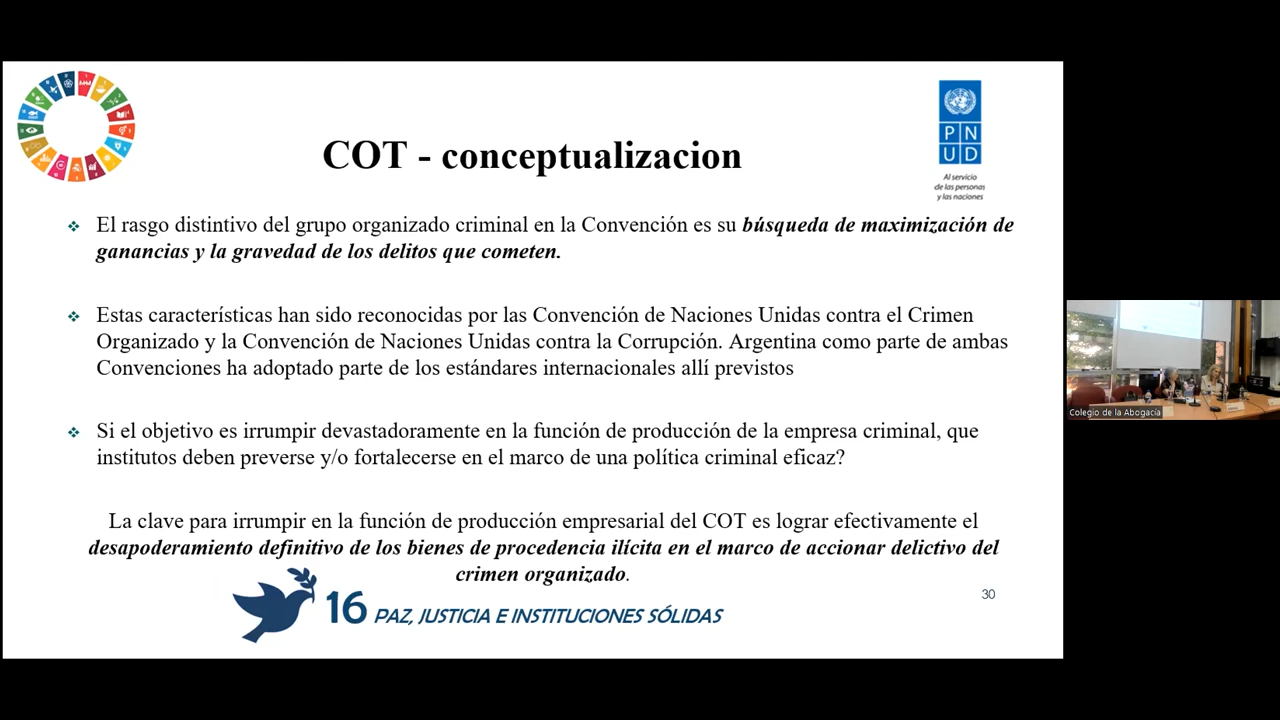 COT - conceptualizacion
P N
U D
Al servicio
de las personas
y las naciones
El rasgo distintivo del grupo organizado criminal en la Convención es su búsqueda de maximización de
ganancias y la gravedad de los delitos que cometen.
Estas características han sido reconocidas por las Convención de Naciones Unidas contra el Crimen
Organizado y la Convención de Naciones Unidas contra la Corrupción. Argentina como parte de ambas
Convenciones ha adoptado parte de los estándares internacionales allí previstos
Si el objetivo es irrumpir devastadoramente en la función de producción de la empresa criminal, que
institutos deben preverse y/o fortalecerse en el marco de una política criminal eficaz?
La clave para irrumpir en la función de producción empresarial del COT es lograr efectivamente el
desapoderamiento definitivo de los bienes de procedencia ilícita en el marco de accionar delictivo del
crimen organizado.
30
16 PAZ, JUSTICIA E INSTITUCIONES SÓLIDAS
Colegio de la Abogacía